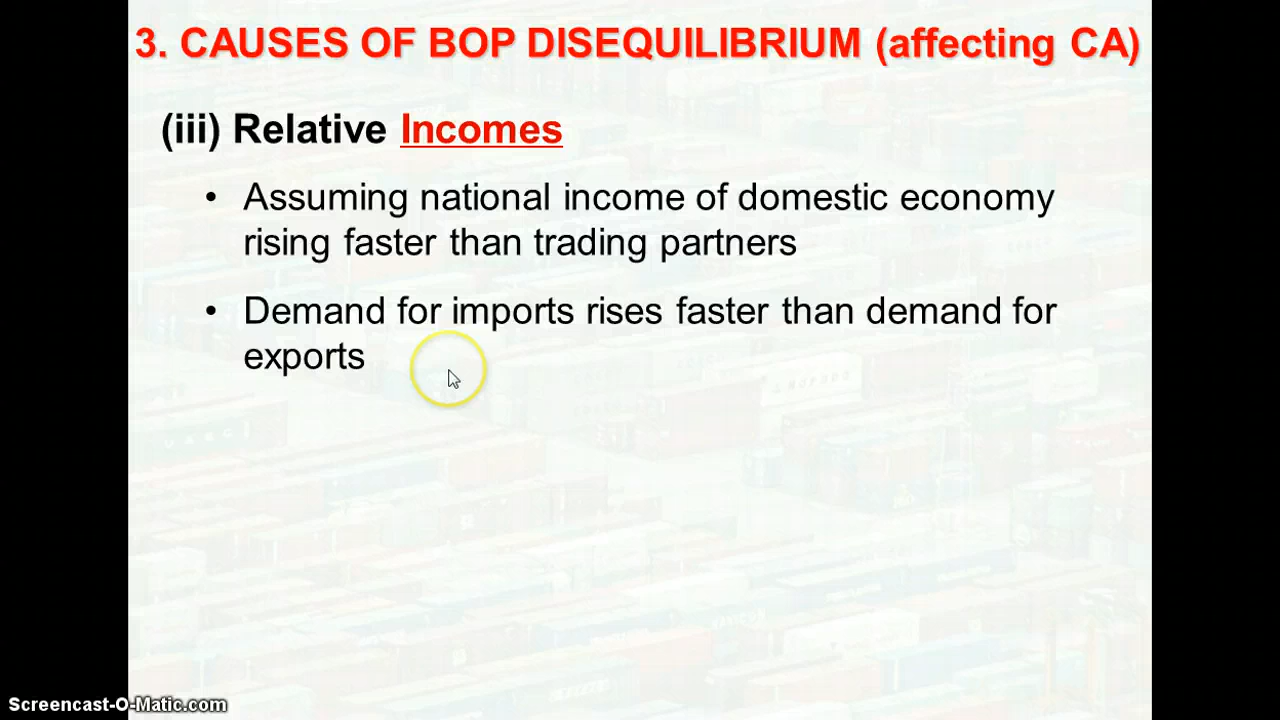 3. CAUSES OF BOP DISEQUILIBRIUM (affecting CA)
(iii) Relative Incomes
• Assuming national income of domestic economy
rising faster than trading partners
• Demand for imports rises faster than demand for
exports
Screencast-O-Matic.com